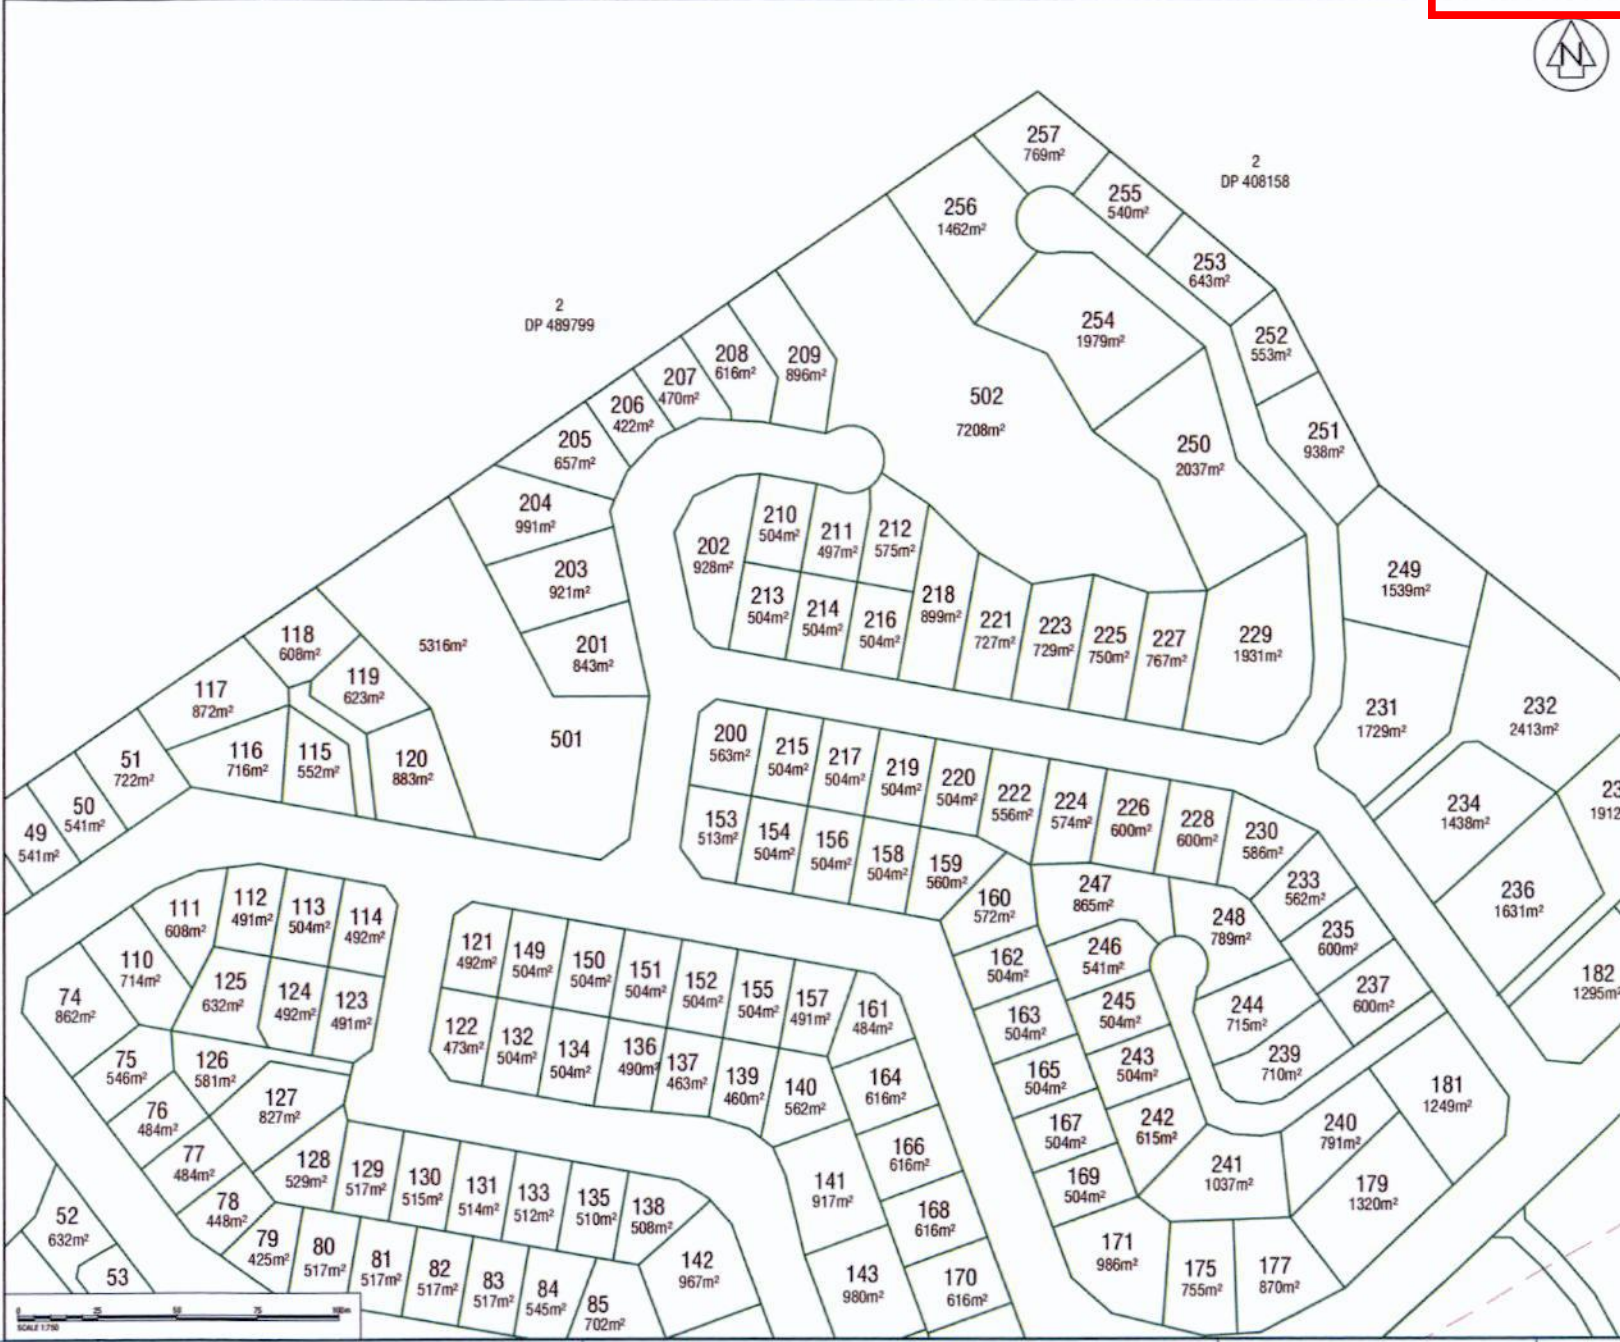 N
257
769m²
2
DP 408158
255
540m²
256
1462m²
253
643m²
2
DP 489799
254
1979m²
252
553m²
208
616m²
209
896m²
207
470m²
502
7208m²
206
422m²
251
938m²
205
657m²
250
2037m²
204
991m²
210
504m²
211
497m²
212
575m²
202
928m²
203
921m²
249
1539m²
213
504m²
214
504m²
216
504m²
218
899m²
221
727m²
223
729m²
225
750m²
227
767m²
229
1931m²
118
608m²
5316m²
201
843m²
119
623m²
117
872m²
231
1729m²
232
2413m²
501
200
563m²
215
504m²
217
504m²
219
504m²
220
504m²
222
556m²
224
574m²
226
600m²
228
600m²
230
586m²
51
722m²
116
716m²
115
552m²
120
883m²
234
1438m²
23
1912
50
541m²
49
541m²
153
513m²
154
504m²
156
504m²
158
504m²
159
560m²
160
572m²
247
865m²
233
562m²
236
1631m²
111
608m²
112
491m²
113
504m²
114
492m²
248
789m²
235
600m²
121
492m²
149
504m²
150
504m²
151
504m²
152
504m²
155
504m²
157
491m²
161
484m²
162
504m²
246
541m²
110
714m²
125
632m²
124
492m²
123
491m²
237
600m²
182
1295m²
74
862m²
163
504m²
245
504m²
244
715m²
122
473m²
132
504m²
134
504m²
136
490m²
137
463m²
139
460m²
140
562m²
164
616m²
165
504m²
243
504m²
239
710m²
75
546m²
126
581m²
127
827m²
181
1249m²
76
484m²
167
504m²
242
615m²
240
791m²
77
484m²
128
529m²
129
517m²
130
515m²
131
514m²
133
512m²
135
510m²
138
508m²
141
917m²
166
616m²
169
504m²
241
1037m²
179
1320m²
78
448m²
168
616m²
52
632m²
79
425m²
80
517m²
81
517m²
82
517m²
83
517m²
84
545m²
85
702m²
142
967m²
143
980m²
170
616m²
171
986m²
175
755m²
177
870m²
53
0 25 50 75 100m
SCALE 1:750